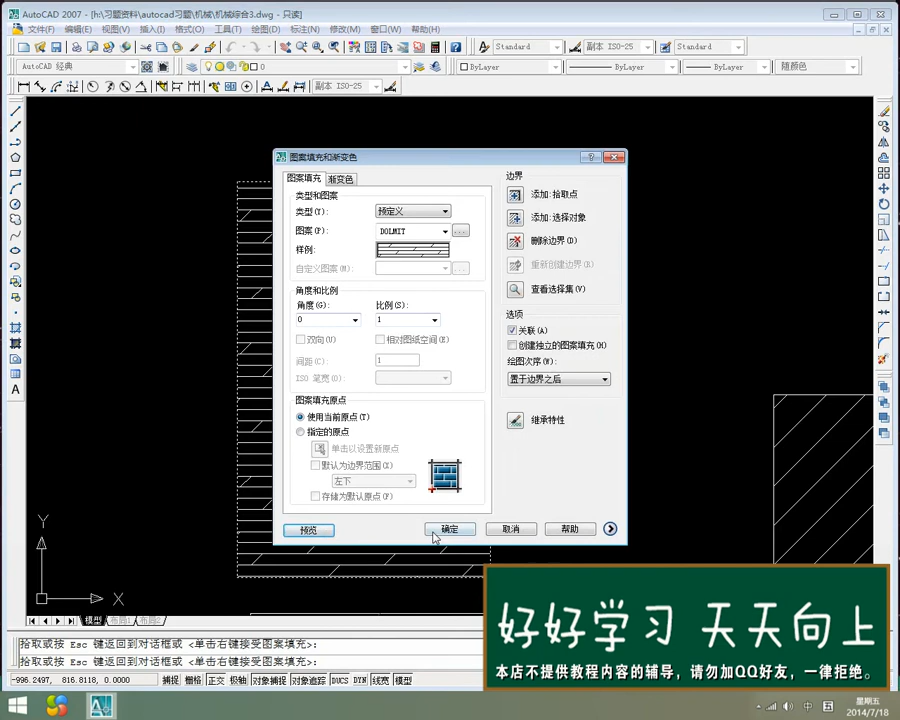 AutoCAD 2007 - [h:\习题资料\autocad习题\机械\机械综合3.dwg - 只读]
文件(F) 编辑(E) 视图(V) 插入(I) 格式(O) 工具(T) 绘图(D) 标注(N) 修改(M) 窗口(W) 帮助(H)
Standard 副本 ISO-25 Standard
AutoCAD 经典 0 ByLayer ByLayer ByLayer 随颜色
副本 ISO-25
图案填充和渐变色
图案填充 渐变色
类型和图案
类型(Y): 预定义
图案(P): DOLMIT ...
样例:
自定义图案(M): ...
角度和比例
角度(G): 比例(S):
0 1
双向(U) 相对图纸空间(E)
间距(C): 1
ISO 笔宽(O):
图案填充原点
使用当前原点(T)
指定的原点
单击以设置新原点
默认为边界范围(X)
左下
存储为默认原点(F)
边界
添加:拾取点
添加:选择对象
删除边界(D)
重新创建边界(R)
查看选择集(V)
选项
关联(A)
创建独立的图案填充(H)
绘图次序(W):
置于边界之后
继承特性
预览 确定 取消 帮助
Y
X
模型 布局1 布局2
拾取或按 Esc 键返回到对话框或 <单击右键接受图案填充>:
拾取或按 Esc 键返回到对话框或 <单击右键接受图案填充>:
-996.2497, 816.8118, 0.0000 捕捉 栅格 正交 极轴 对象捕捉 对象追踪 DUCS DYN 线宽 模型
好好学习 天天向上
本店不提供教程内容的辅导，请勿加QQ好友，一律拒绝。
中 五 星期五
2014/7/18
A